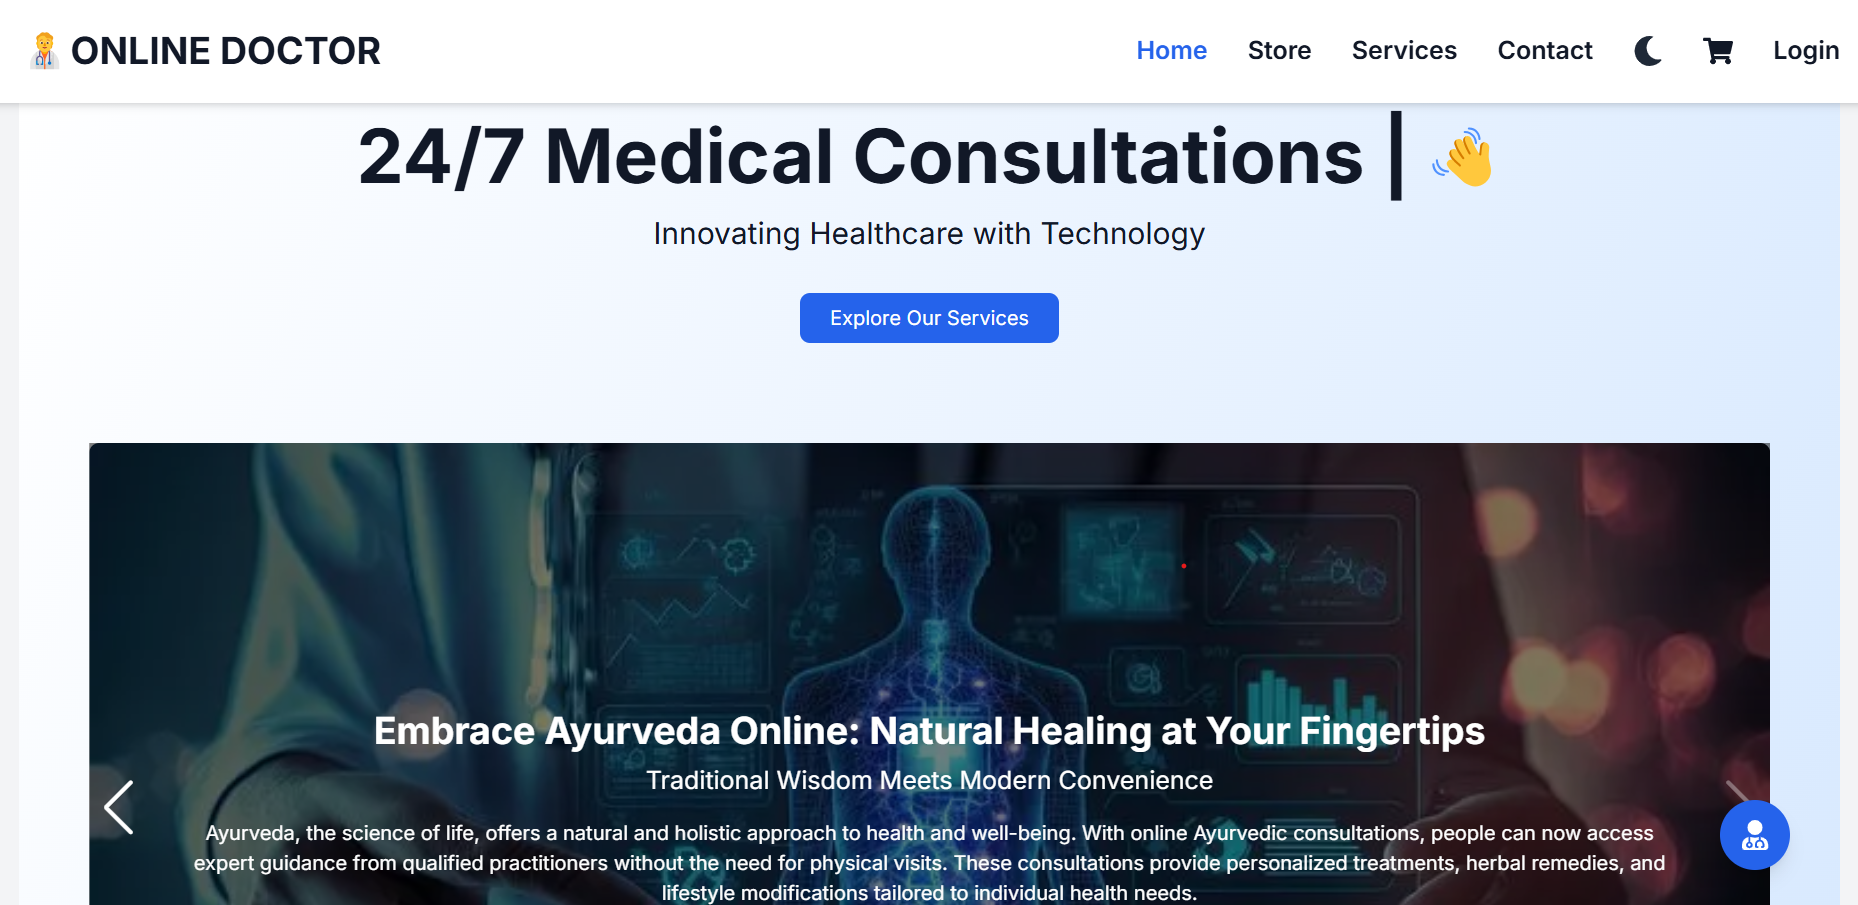 ONLINE DOCTOR
Home Store Services Contact Login
24/7 Medical Consultations |
Innovating Healthcare with Technology
Explore Our Services
Embrace Ayurveda Online: Natural Healing at Your Fingertips
Traditional Wisdom Meets Modern Convenience
Ayurveda, the science of life, offers a natural and holistic approach to health and well-being. With online Ayurvedic consultations, people can now access
expert guidance from qualified practitioners without the need for physical visits. These consultations provide personalized treatments, herbal remedies, and
lifestyle modifications tailored to individual health needs.